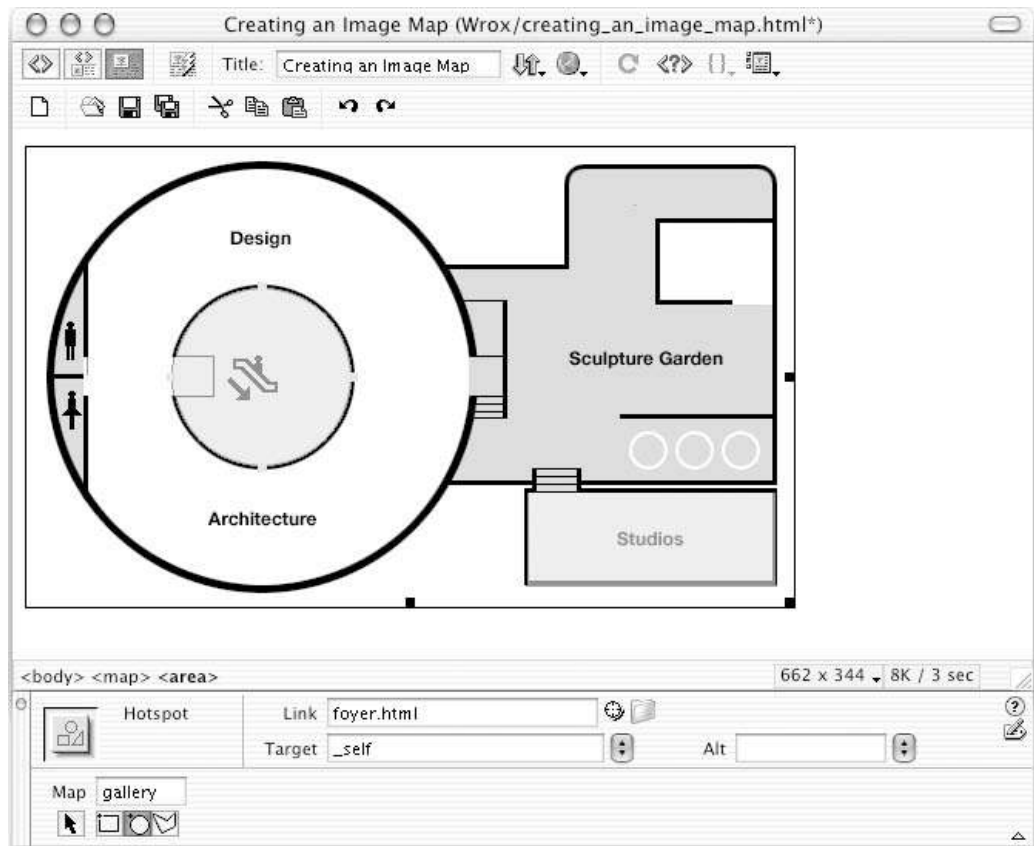 Creating an Image Map (Wrox/creating_an_image_map.html*)
Title: Creating an Image Map
Design
Sculpture Garden
Architecture
Studios
<body> <map> <area>
662 x 344 8K / 3 sec
Hotspot
Link foyer.html
Target _self
Alt
Map gallery